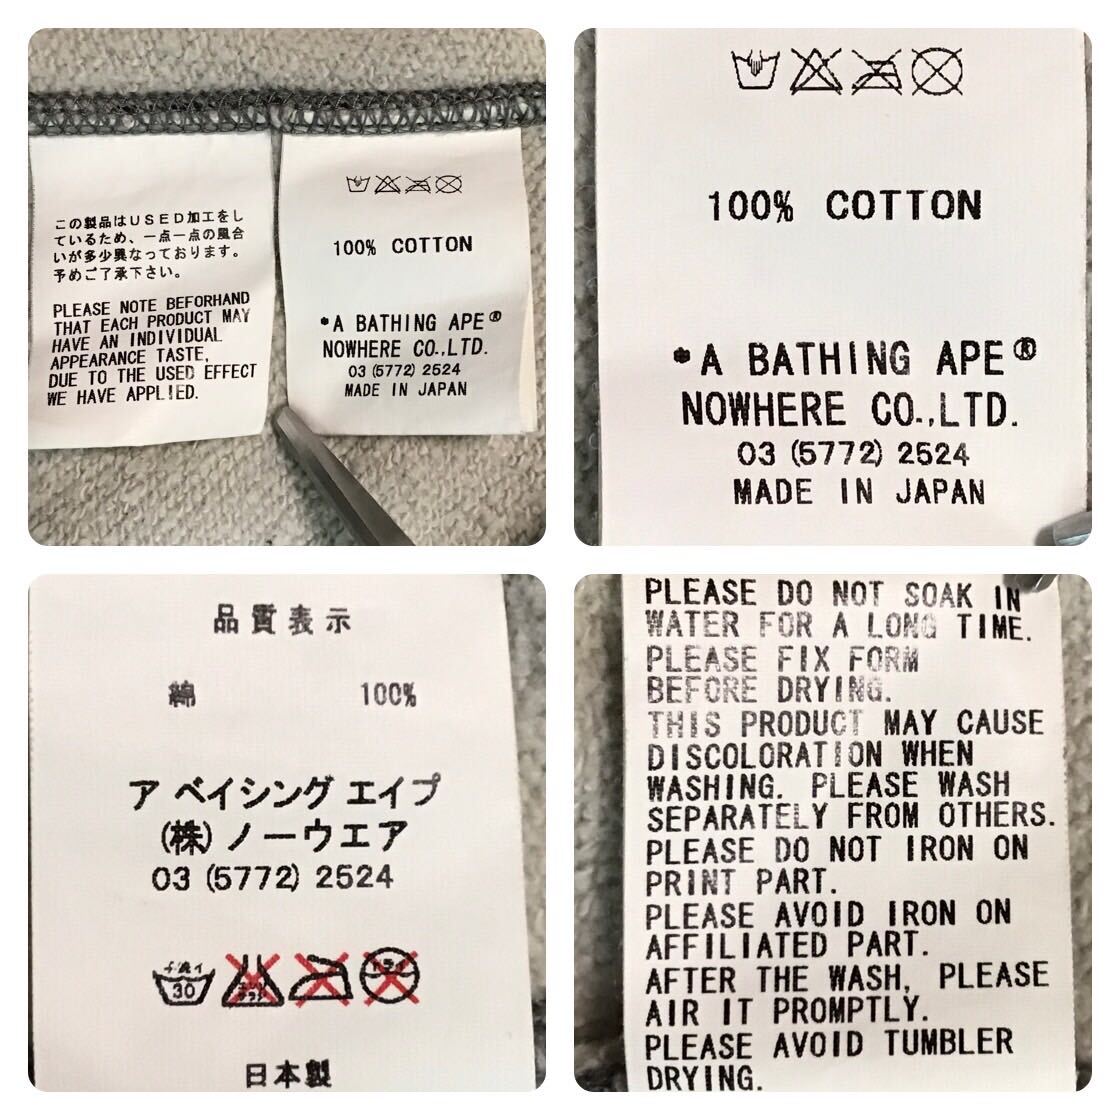 この製品はUSED加工をし
ているため、一点一点の風合
いが多少異なっております。
予めご了承下さい。
PLEASE NOTE BEFORHAND
THAT EACH PRODUCT MAY
HAVE AN INDIVIDUAL
APPEARANCE TASTE,
DUE TO THE USED EFFECT
WE HAVE APPLIED.
100% COTTON
*A BATHING APE®
NOWHERE CO.,LTD.
03 (5772) 2524
MADE IN JAPAN
100% COTTON
*A BATHING APE®
NOWHERE CO.,LTD.
03 (5772) 2524
MADE IN JAPAN
品質表示
綿 100%
ア ベイシング エイプ
(株) ノーウエア
03 (5772) 2524
手洗イ
30
ドライ
日本製
PLEASE DO NOT SOAK IN
WATER FOR A LONG TIME.
PLEASE FIX FORM
BEFORE DRYING.
THIS PRODUCT MAY CAUSE
DISCOLORATION WHEN
WASHING. PLEASE WASH
SEPARATELY FROM OTHERS.
PLEASE DO NOT IRON ON
PRINT PART.
PLEASE AVOID IRON ON
AFFILIATED PART.
AFTER THE WASH, PLEASE
AIR IT PROMPTLY.
PLEASE AVOID TUMBLER
DRYING.